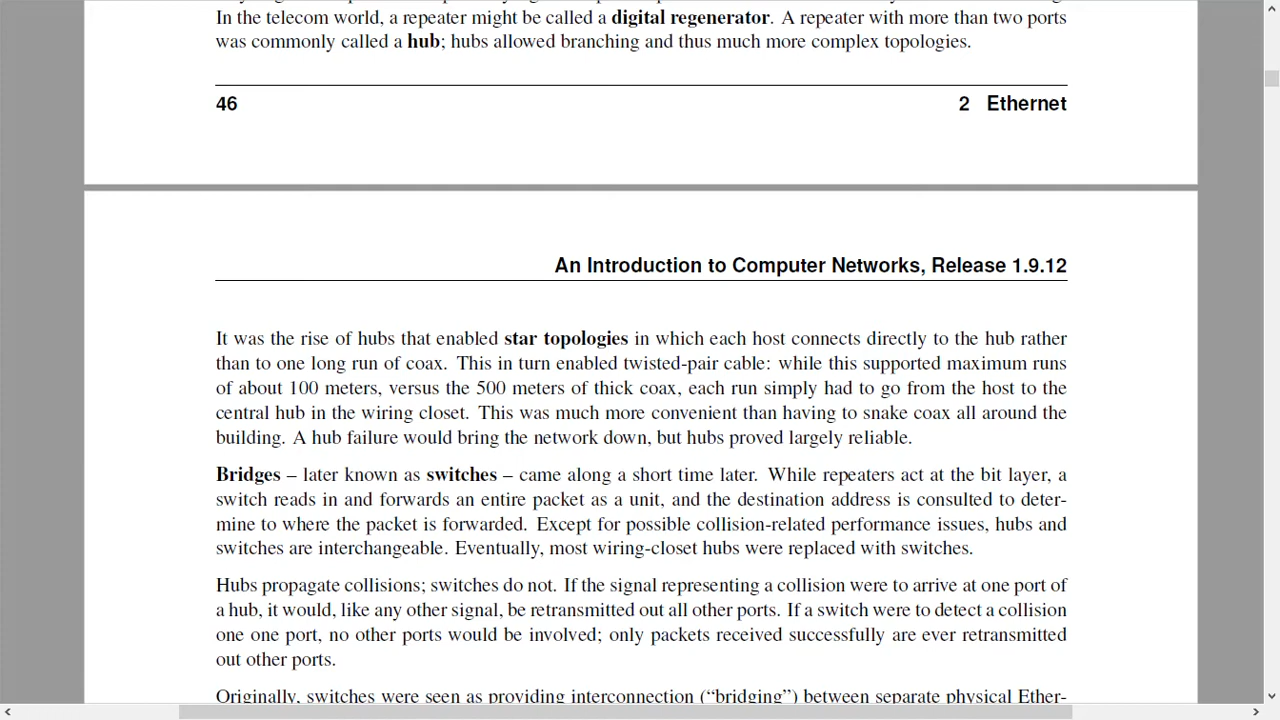 In the telecom world, a repeater might be called a digital regenerator. A repeater with more than two ports
was commonly called a hub; hubs allowed branching and thus much more complex topologies.
46 2 Ethernet
An Introduction to Computer Networks, Release 1.9.12
It was the rise of hubs that enabled star topologies in which each host connects directly to the hub rather
than to one long run of coax. This in turn enabled twisted-pair cable: while this supported maximum runs
of about 100 meters, versus the 500 meters of thick coax, each run simply had to go from the host to the
central hub in the wiring closet. This was much more convenient than having to snake coax all around the
building. A hub failure would bring the network down, but hubs proved largely reliable.
Bridges – later known as switches – came along a short time later. While repeaters act at the bit layer, a
switch reads in and forwards an entire packet as a unit, and the destination address is consulted to deter-
mine to where the packet is forwarded. Except for possible collision-related performance issues, hubs and
switches are interchangeable. Eventually, most wiring-closet hubs were replaced with switches.
Hubs propagate collisions; switches do not. If the signal representing a collision were to arrive at one port of
a hub, it would, like any other signal, be retransmitted out all other ports. If a switch were to detect a collision
one one port, no other ports would be involved; only packets received successfully are ever retransmitted
out other ports.
Originally, switches were seen as providing interconnection (“bridging”) between separate physical Ether-